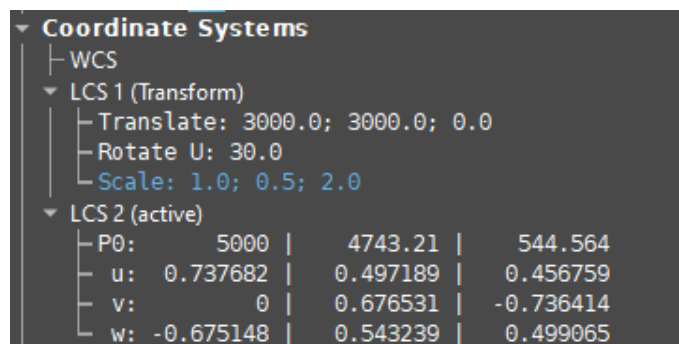 Coordinate Systems
WCS
LCS 1 (Transform)
Translate: 3000.0; 3000.0; 0.0
Rotate U: 30.0
Scale: 1.0; 0.5; 2.0
LCS 2 (active)
P0: 5000 | 4743.21 | 544.564
u: 0.737682 | 0.497189 | 0.456759
v: 0 | 0.676531 | -0.736414
w: -0.675148 | 0.543239 | 0.499065